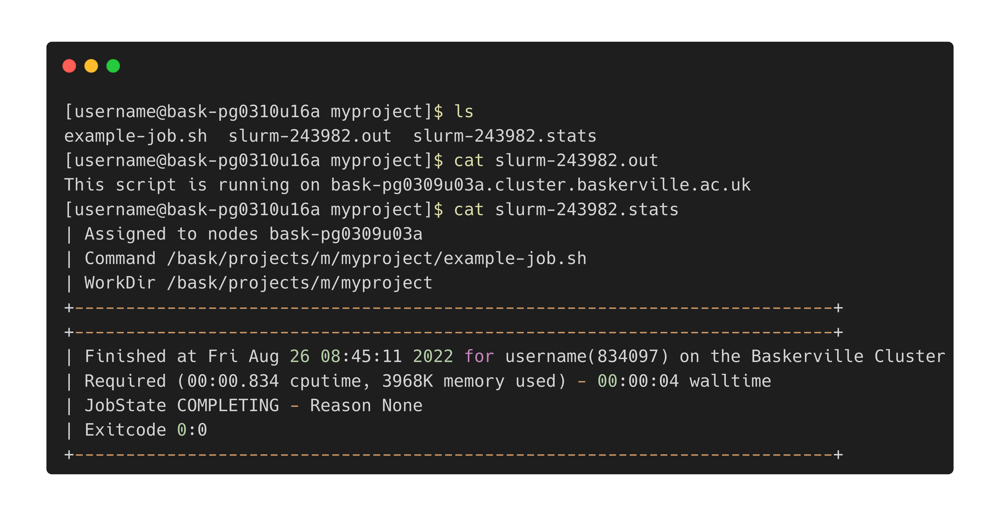 [username@bask-pg0310u16a myproject]$ ls
example-job.sh  slurm-243982.out  slurm-243982.stats
[username@bask-pg0310u16a myproject]$ cat slurm-243982.out
This script is running on bask-pg0309u03a.cluster.baskerville.ac.uk
[username@bask-pg0310u16a myproject]$ cat slurm-243982.stats
| Assigned to nodes bask-pg0309u03a
| Command /bask/projects/m/myproject/example-job.sh
| WorkDir /bask/projects/m/myproject
+--------------------------------------------------------------------------+
+--------------------------------------------------------------------------+
| Finished at Fri Aug 26 08:45:11 2022 for username(834097) on the Baskerville Cluster
| Required (00:00.834 cputime, 3968K memory used) - 00:00:04 walltime
| JobState COMPLETING - Reason None
| Exitcode 0:0
+--------------------------------------------------------------------------+